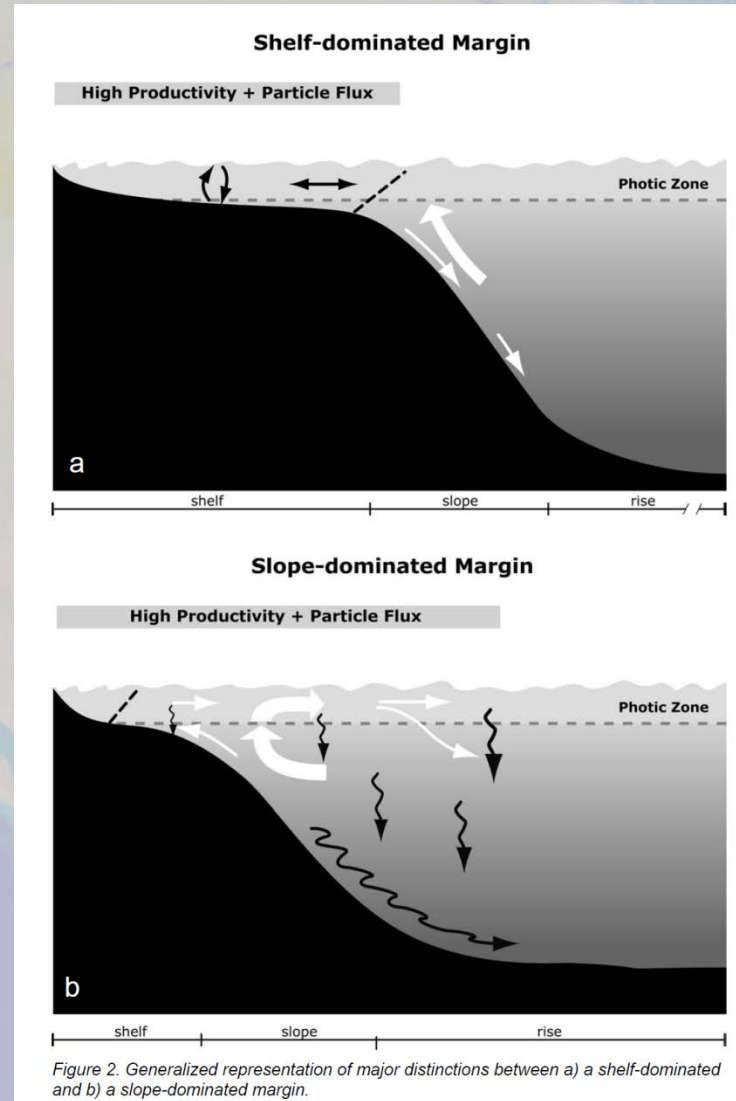 Shelf-dominated Margin
High Productivity + Particle Flux
Photic Zone
a
shelf
slope
rise
Slope-dominated Margin
High Productivity + Particle Flux
Photic Zone
b
shelf
slope
rise
Figure 2. Generalized representation of major distinctions between a) a shelf-dominated
and b) a slope-dominated margin.